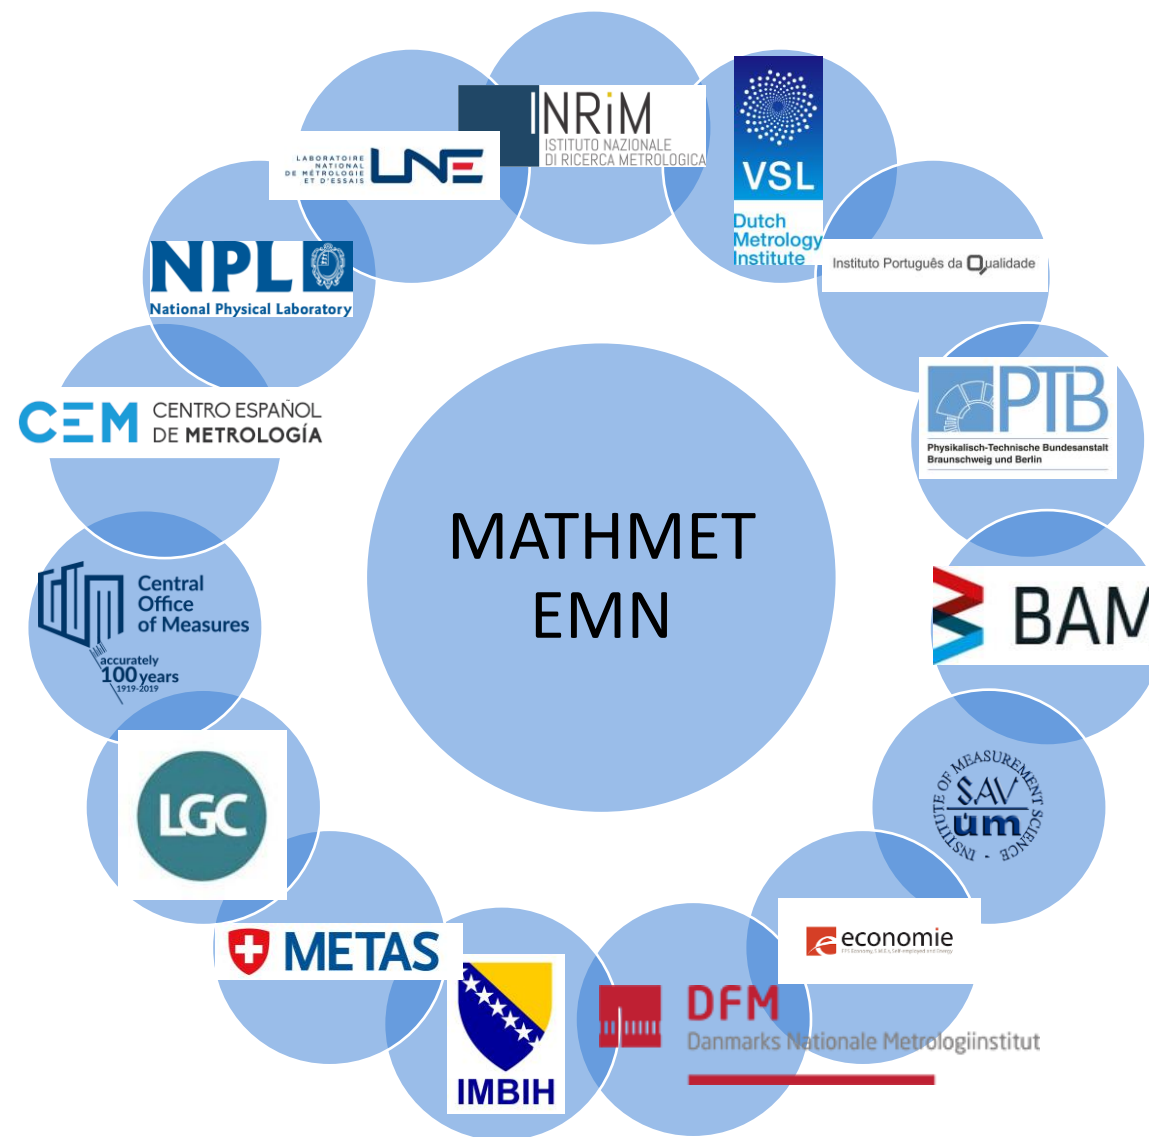 INRiM
ISTITUTO NAZIONALE
DI RICERCA METROLOGICA
VSL
Dutch
Metrology
Institute
Instituto Português da Qualidade
PTB
Physikalisch-Technische Bundesanstalt
Braunschweig und Berlin
BAM
INSTITUTE OF MEASUREMENT SCIENCE -
SAV
úm
economie
DFM
Danmarks Nationale Metrologiinstitut
IMBIH
METAS
LGC
Central
Office
of Measures
accurately
100 years
1919-2019
CEM CENTRO ESPAÑOL
DE METROLOGÍA
NPL
National Physical Laboratory
LABORATOIRE
NATIONAL
DE MÉTROLOGIE
ET D'ESSAIS
LNE
MATHMET
EMN